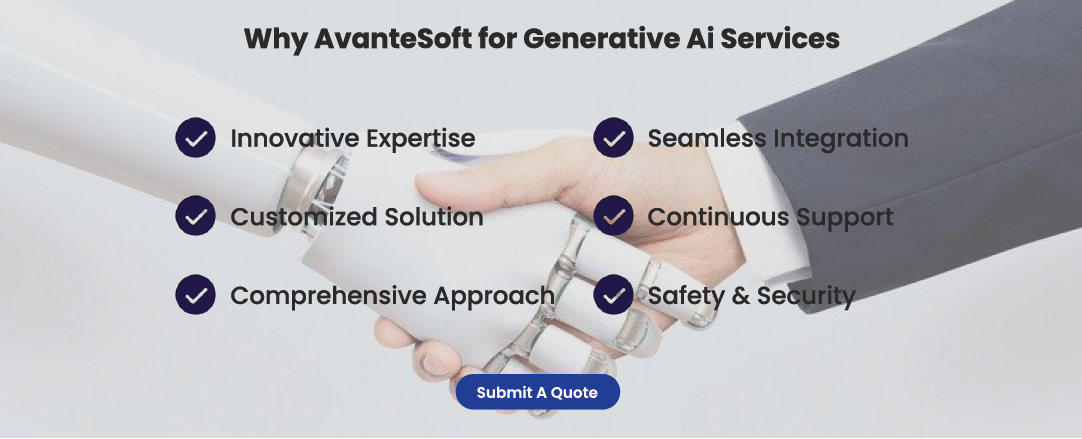 Why AvanteSoft for Generative Ai Services
Innovative Expertise
Seamless Integration
Customized Solution
Continuous Support
Comprehensive Approach
Safety & Security
Submit A Quote